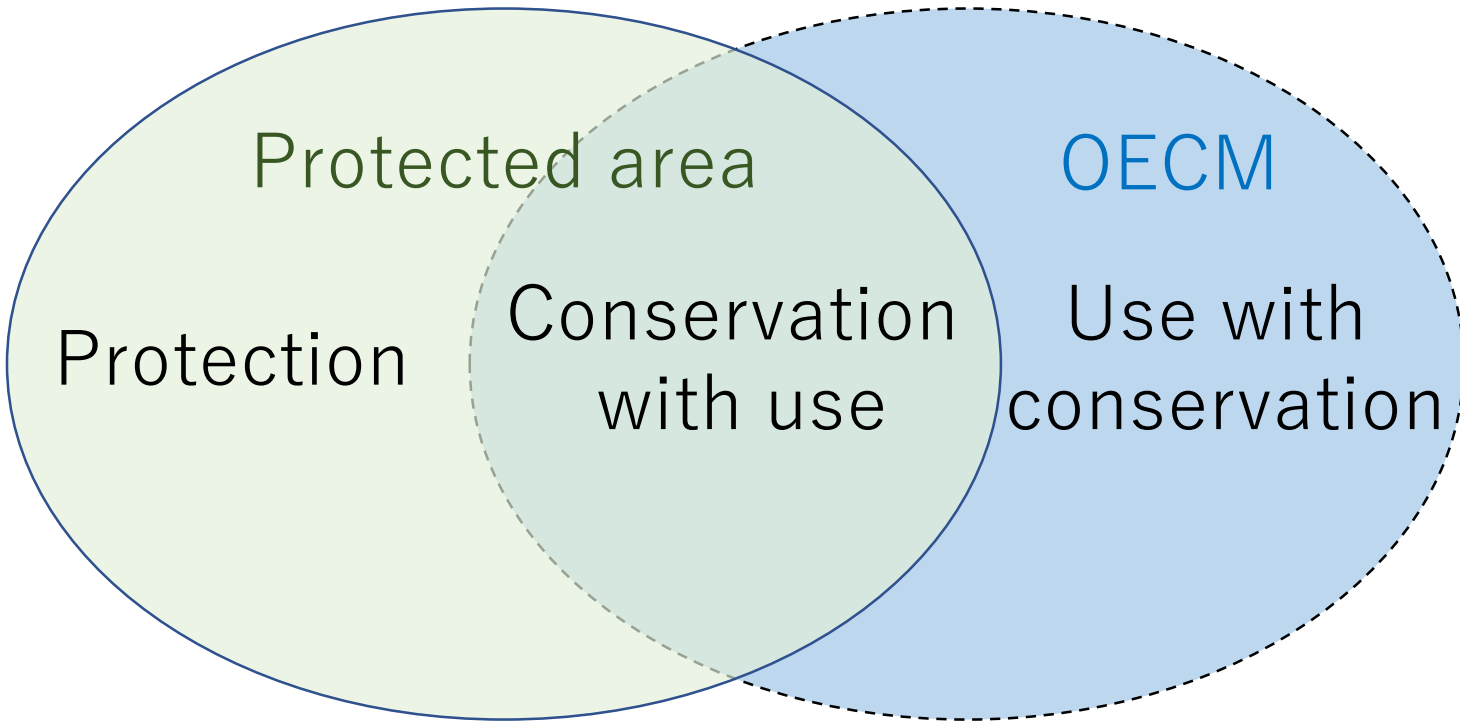 Protected area
OECM
Protection
Conservation
with use
Use with
conservation